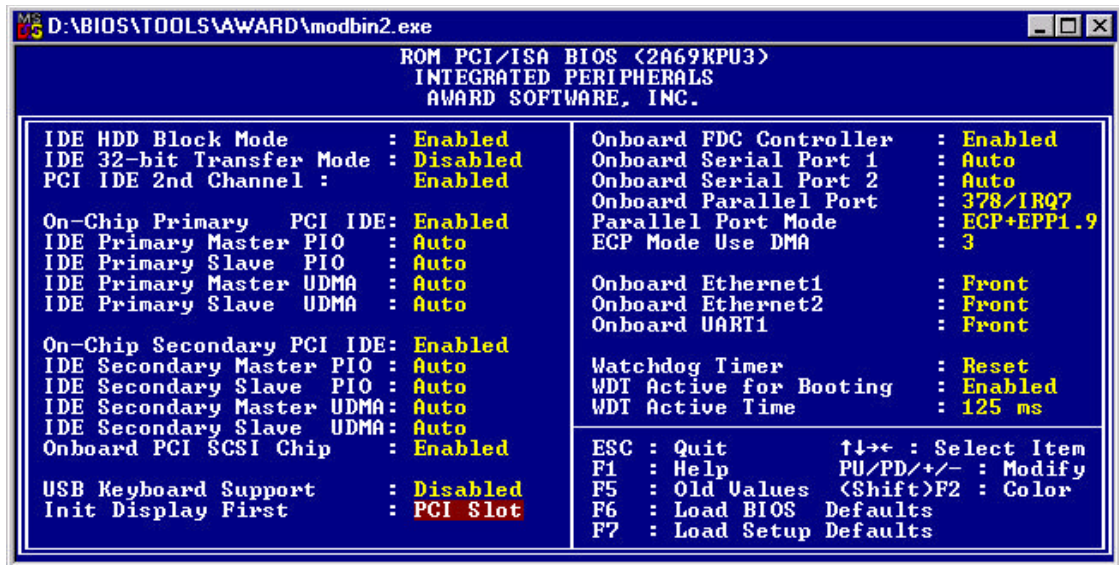 D:\BIOS\TOOLS\AWARD\modbin2.exe
ROM PCI/ISA BIOS (2A69KPU3)
INTEGRATED PERIPHERALS
AWARD SOFTWARE, INC.
IDE HDD Block Mode : Enabled
IDE 32-bit Transfer Mode : Disabled
PCI IDE 2nd Channel : Enabled
On-Chip Primary PCI IDE: Enabled
IDE Primary Master PIO : Auto
IDE Primary Slave PIO : Auto
IDE Primary Master UDMA : Auto
IDE Primary Slave UDMA : Auto
On-Chip Secondary PCI IDE: Enabled
IDE Secondary Master PIO : Auto
IDE Secondary Slave PIO : Auto
IDE Secondary Master UDMA: Auto
IDE Secondary Slave UDMA: Auto
Onboard PCI SCSI Chip : Enabled
USB Keyboard Support : Disabled
Init Display First : PCI Slot
Onboard FDC Controller : Enabled
Onboard Serial Port 1 : Auto
Onboard Serial Port 2 : Auto
Onboard Parallel Port : 378/IRQ7
Parallel Port Mode : ECP+EPP1.9
ECP Mode Use DMA : 3
Onboard Ethernet1 : Front
Onboard Ethernet2 : Front
Onboard UART1 : Front
Watchdog Timer : Reset
WDT Active for Booting : Enabled
WDT Active Time : 125 ms
ESC : Quit ↑↓→← : Select Item
F1 : Help PU/PD/+/- : Modify
F5 : Old Values (Shift)F2 : Color
F6 : Load BIOS Defaults
F7 : Load Setup Defaults